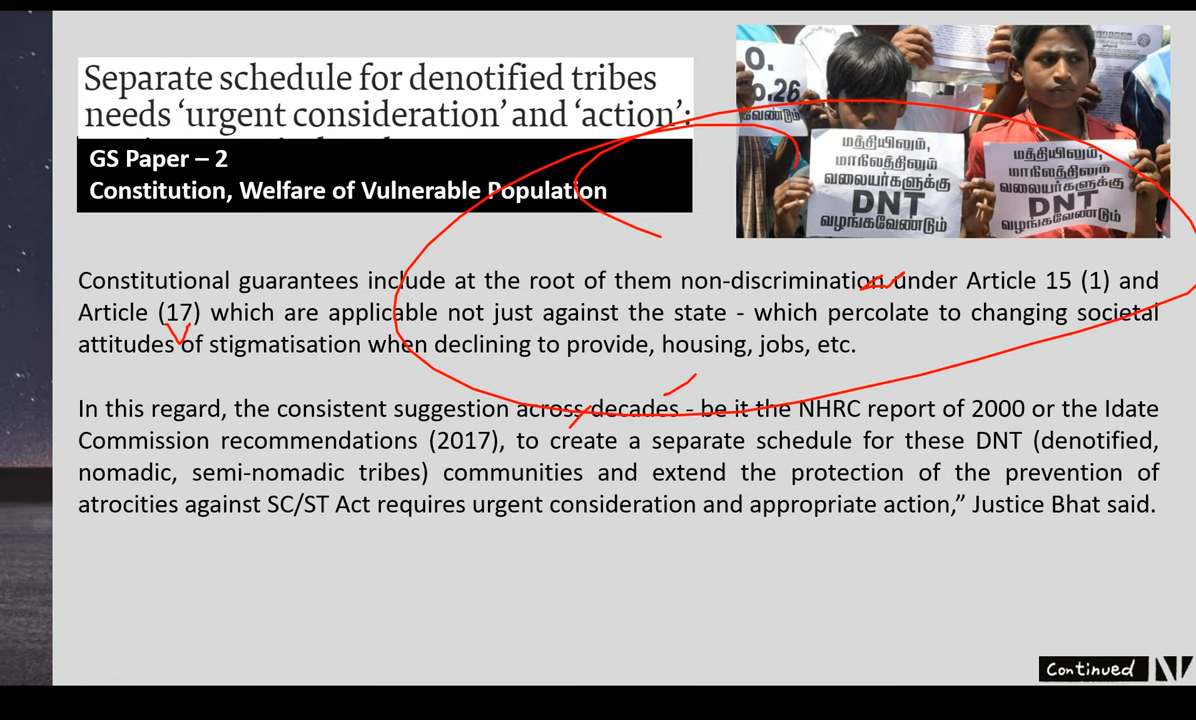 Separate schedule for denotified tribes
needs ‘urgent consideration’ and ‘action’:
GS Paper – 2
Constitution, Welfare of Vulnerable Population
O.
o.26
வேண்டும்
மத்தியிலும்,
மாநிலத்திலும்
வலையர்களுக்கு
DNT
வழங்கவேண்டும்
மத்தியிலும்,
மாநிலத்திலும்
வலையர்களுக்கு
DNT
வழங்கவேண்டும்
Constitutional guarantees include at the root of them non-discrimination under Article 15 (1) and
Article (17) which are applicable not just against the state - which percolate to changing societal
attitudes of stigmatisation when declining to provide, housing, jobs, etc.
In this regard, the consistent suggestion across decades - be it the NHRC report of 2000 or the Idate
Commission recommendations (2017), to create a separate schedule for these DNT (denotified,
nomadic, semi-nomadic tribes) communities and extend the protection of the prevention of
atrocities against SC/ST Act requires urgent consideration and appropriate action,” Justice Bhat said.
Continued